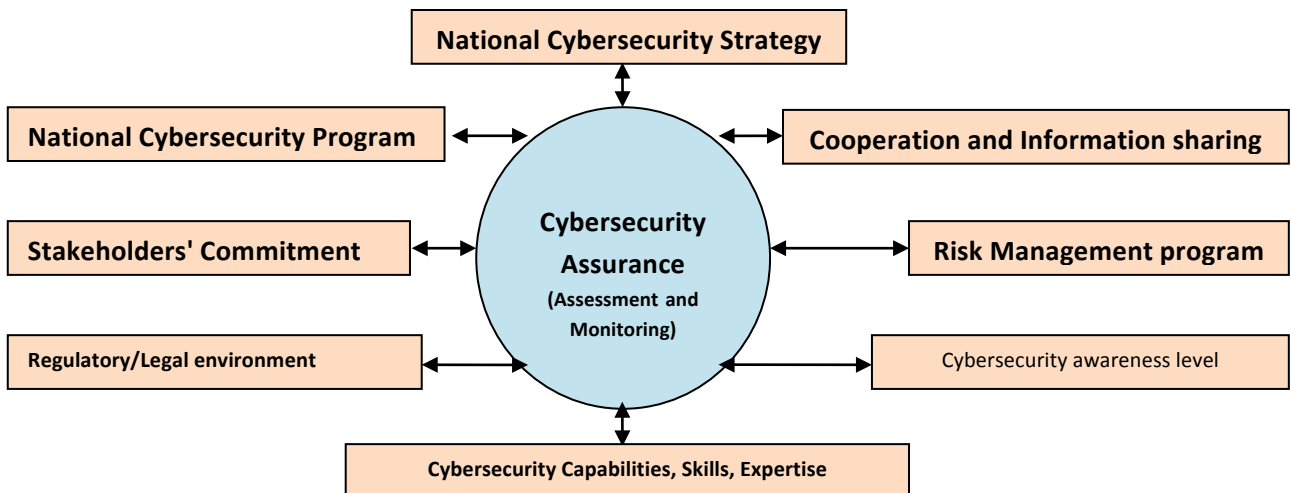 National Cybersecurity Strategy
National Cybersecurity Program
Cooperation and Information sharing
Cybersecurity
Assurance
(Assessment and
Monitoring)
Stakeholders' Commitment
Risk Management program
Regulatory/Legal environment
Cybersecurity awareness level
Cybersecurity Capabilities, Skills, Expertise